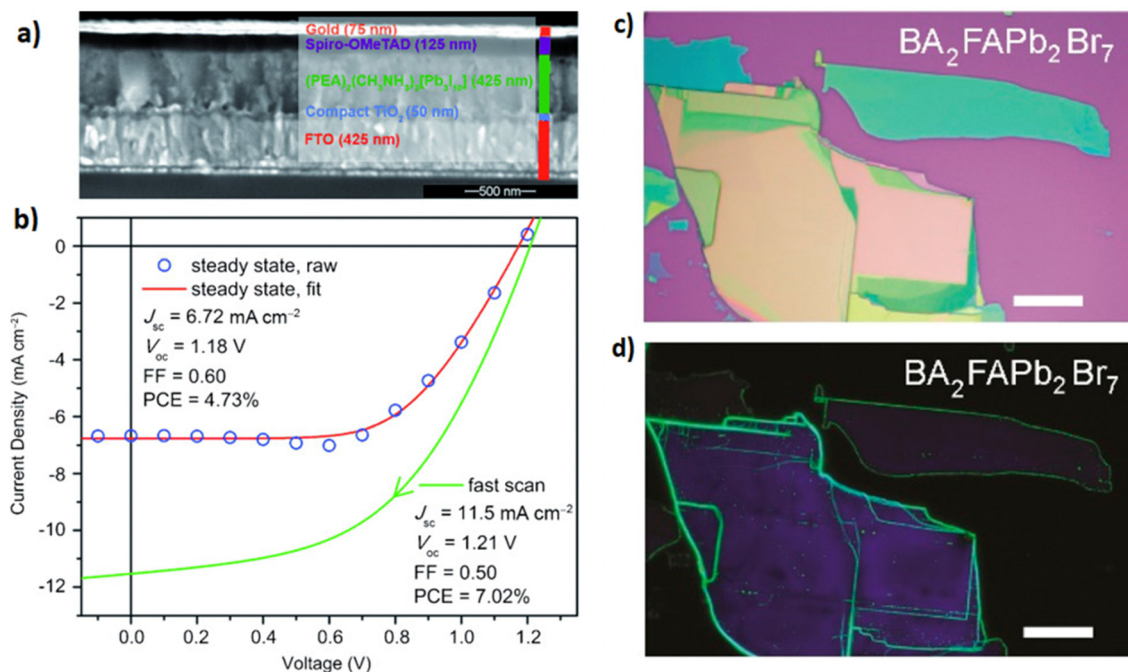 a)
Gold (75 nm)
Spiro-OMeTAD (125 nm)
(PEA)₂(CH₃NH₃)₂[Pb₃I₁₀] (425 nm)
Compact TiO₂ (50 nm)
FTO (425 nm)
500 nm
b)
0
-2
-4
-6
-8
-10
-12
Current Density (mA cm⁻²)
steady state, raw
steady state, fit
Jsc = 6.72 mA cm⁻²
Voc = 1.18 V
FF = 0.60
PCE = 4.73%
fast scan
Jsc = 11.5 mA cm⁻²
Voc = 1.21 V
FF = 0.50
PCE = 7.02%
0.0 0.2 0.4 0.6 0.8 1.0 1.2
Voltage (V)
c)
BA₂FAPb₂Br₇
d)
BA₂FAPb₂Br₇